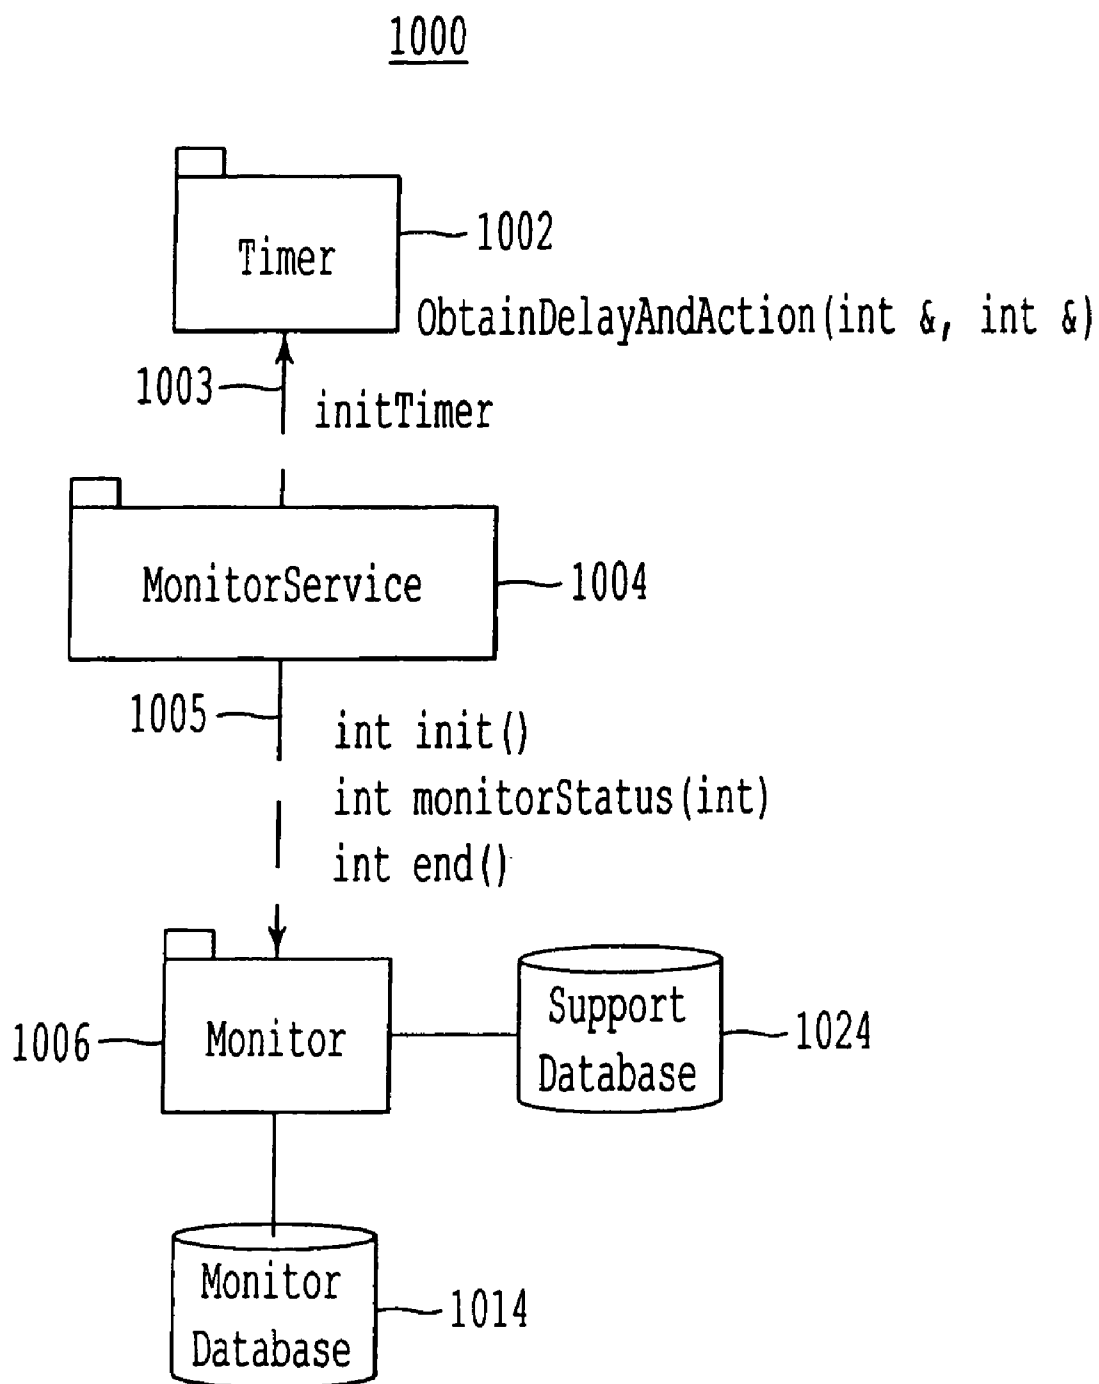 1000
Timer
1002
ObtainDelayAndAction(int &, int &)
1003
initTimer
MonitorService
1004
1005
int init()
int monitorStatus(int)
int end()
1006
Monitor
Support
Database
1024
Monitor
Database
1014